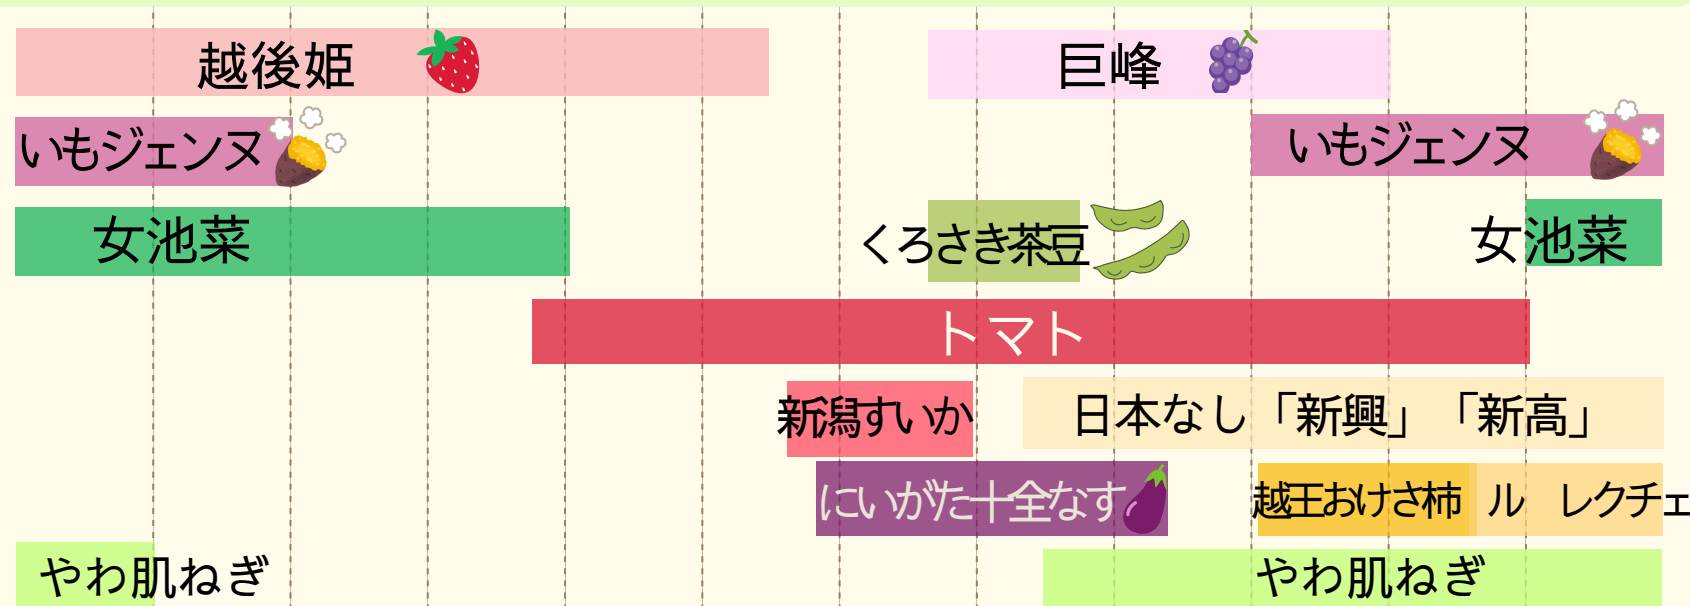 越後姫
巨峰
いもジェンヌ
いもジェンヌ
女池菜
くろさき茶豆
女池菜
トマト
新潟すいか
日本なし「新興」「新高」
にいがた十全なす
越王おけさ柿
ル レクチェ
やわ肌ねぎ
やわ肌ねぎ